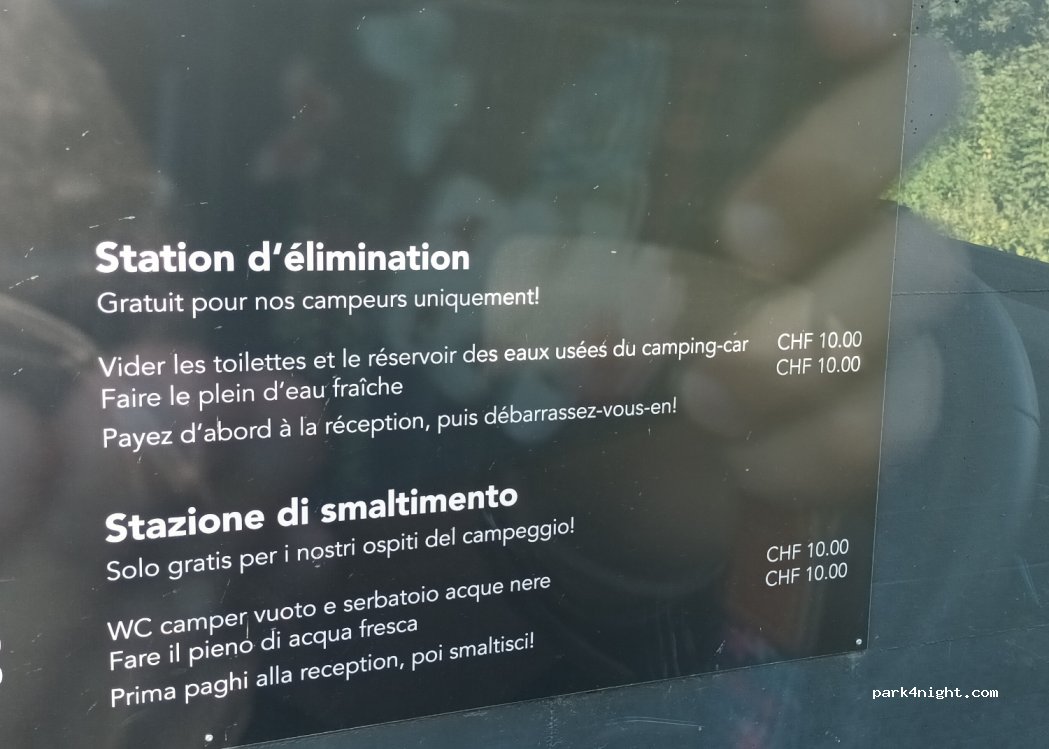 Station d'élimination
Gratuit pour nos campeurs uniquement!
Vider les toilettes et le réservoir des eaux usées du camping-car CHF 10.00
Faire le plein d'eau fraîche CHF 10.00
Payez d'abord à la réception, puis débarrassez-vous-en!
Stazione di smaltimento
Solo gratis per i nostri ospiti del campeggio!
WC camper vuoto e serbatoio acque nere CHF 10.00
Fare il pieno di acqua fresca CHF 10.00
Prima paghi alla reception, poi smaltisci!
park4night.com